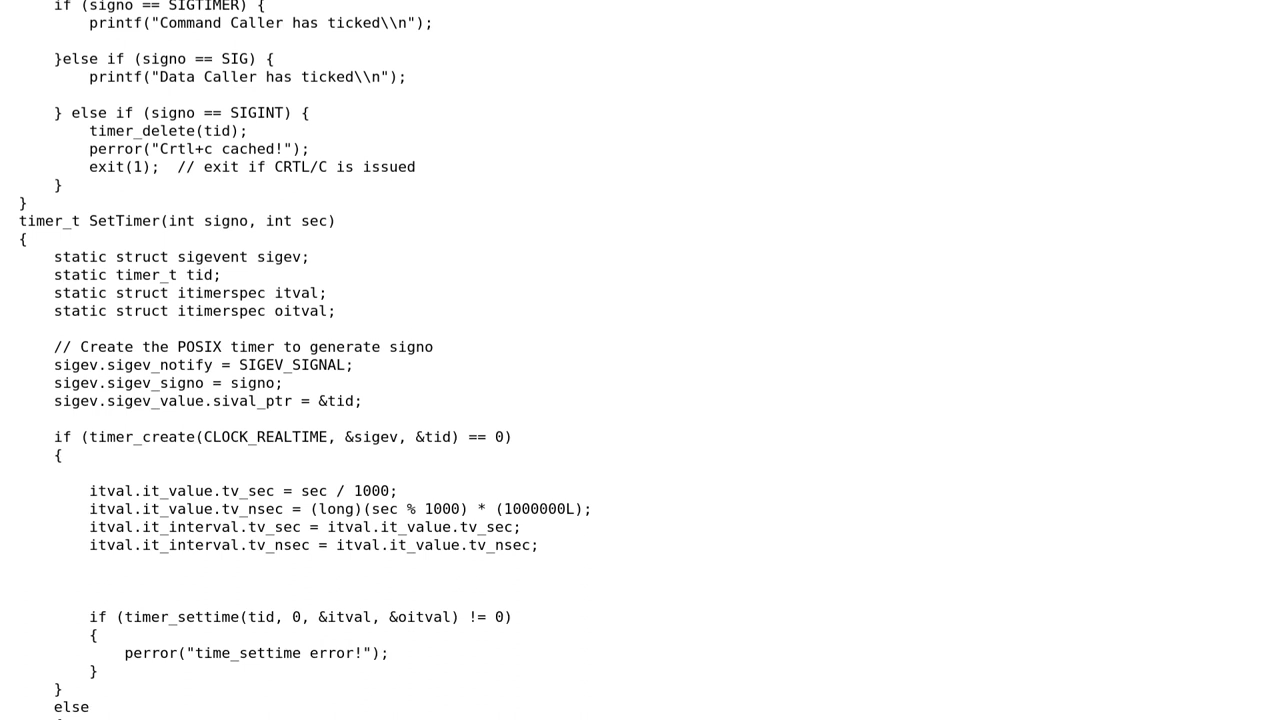 if (signo == SIGTIMER) {
        printf("Command Caller has ticked\\n");

    }else if (signo == SIG) {
        printf("Data Caller has ticked\\n");

    } else if (signo == SIGINT) {
        timer_delete(tid);
        perror("Crtl+c cached!");
        exit(1);  // exit if CRTL/C is issued
    }
}
timer_t SetTimer(int signo, int sec)
{
    static struct sigevent sigev;
    static timer_t tid;
    static struct itimerspec itval;
    static struct itimerspec oitval;

    // Create the POSIX timer to generate signo
    sigev.sigev_notify = SIGEV_SIGNAL;
    sigev.sigev_signo = signo;
    sigev.sigev_value.sival_ptr = &tid;

    if (timer_create(CLOCK_REALTIME, &sigev, &tid) == 0)
    {

        itval.it_value.tv_sec = sec / 1000;
        itval.it_value.tv_nsec = (long)(sec % 1000) * (1000000L);
        itval.it_interval.tv_sec = itval.it_value.tv_sec;
        itval.it_interval.tv_nsec = itval.it_value.tv_nsec;



        if (timer_settime(tid, 0, &itval, &oitval) != 0)
        {
            perror("time_settime error!");
        }
    }
    else